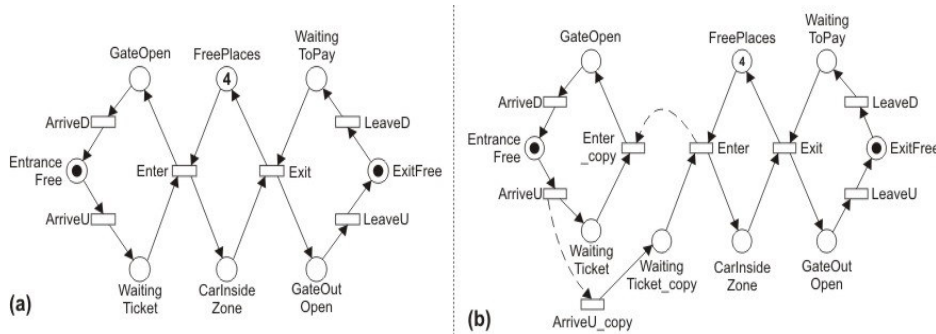 GateOpen
FreePlaces
Waiting
ToPay
4
ArriveD
LeaveD
Entrance
Free
Enter
Exit
ExitFree
ArriveU
LeaveU
Waiting
Ticket
CarInside
Zone
GateOut
Open
(a)
GateOpen
FreePlaces
Waiting
ToPay
4
ArriveD
LeaveD
Entrance
Free
Enter
_copy
Enter
Exit
ExitFree
ArriveU
LeaveU
Waiting
Ticket
Waiting
Ticket_copy
CarInside
Zone
GateOut
Open
ArriveU_copy
(b)